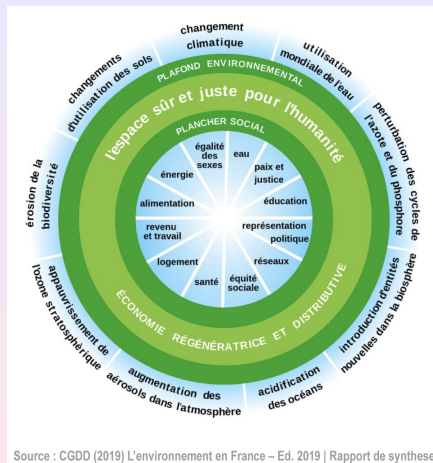 changement
climatique
utilisation
mondiale de l'eau
perturbation des cycles de
l'azote et du phosphore
introduction d'entités
nouvelles dans la biosphère
acidification
des océans
augmentation des
aérosols dans l'atmosphère
appauvrissement de
l'ozone stratosphèrique
érosion de la
biodiversité
changements
d'utilisation des sols
PLAFOND ENVIRONNEMENTAL
l'espace sûr et juste pour l'humanité
PLANCHER SOCIAL
eau
paix et
justice
éducation
représentation
politique
réseaux
équité
sociale
santé
logement
revenu
et travail
alimentation
énergie
égalité
des
sexes
ÉCONOMIE RÉGÉNÉRATRICE ET DISTRIBUTIVE
Source : CGDD (2019) L'environnement en France – Ed. 2019 | Rapport de synthese